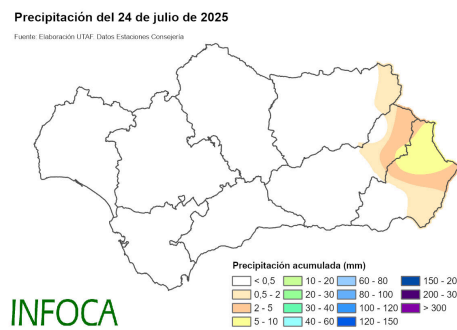 Precipitación del 24 de julio de 2025
Fuente: Elaboración UTAF. Datos Estaciones Consejería
Precipitación acumulada (mm)
< 0,5 10 - 20 60 - 80 150 - 20
0,5 - 2 20 - 30 80 - 100 200 - 30
2 - 5 30 - 40 100 - 120 > 300
5 - 10 40 - 60 120 - 150
INFOCA